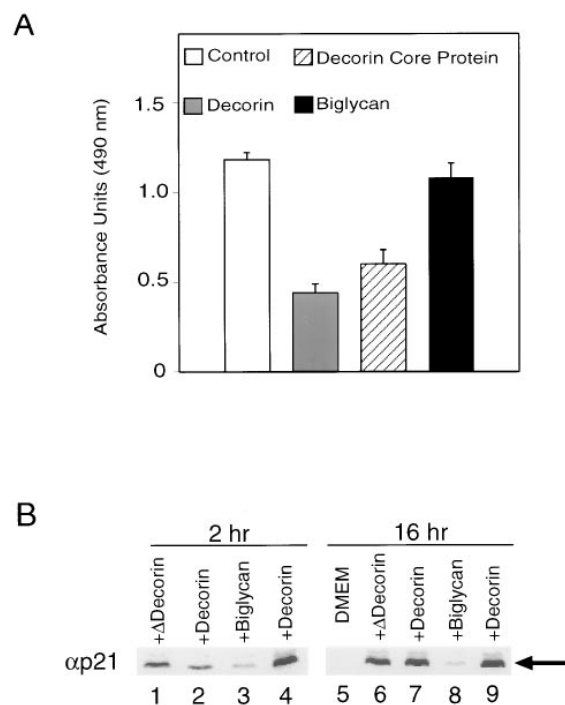 A
Control
Decorin Core Protein
Decorin
Biglycan
Absorbance Units (490 nm)
1.5
1.0
0.5
0
B
2 hr
16 hr
+ΔDecorin
+Decorin
+Biglycan
+Decorin
DMEM
+ΔDecorin
+Decorin
+Biglycan
+Decorin
αp21
1 2 3 4 5 6 7 8 9